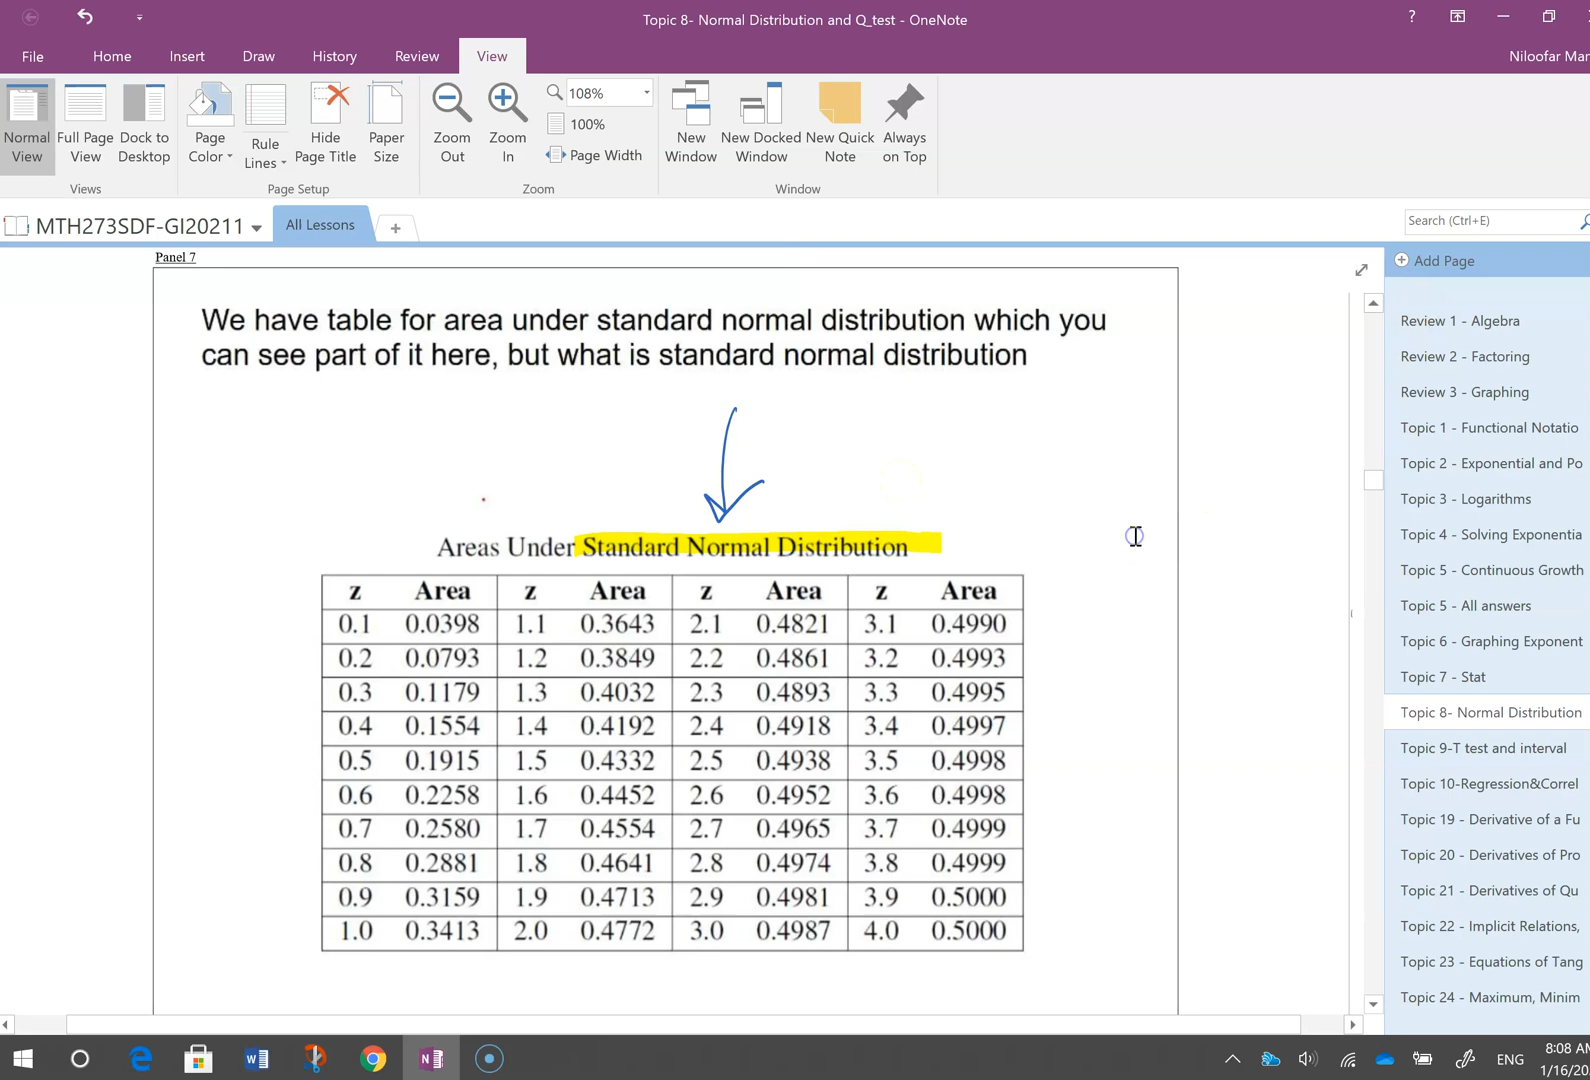 Topic 8- Normal Distribution and Q_test - OneNote
?
File Home Insert Draw History Review View
Niloofar Mar
Normal View
Full Page View
Dock to Desktop
Views
Page Color
Rule Lines
Hide Page Title
Paper Size
Page Setup
Zoom Out
Zoom In
108%
100%
Page Width
Zoom
New Window
New Docked Window
New Quick Note
Always on Top
Window
MTH273SDF-GI20211
All Lessons
+
Search (Ctrl+E)
Panel 7
We have table for area under standard normal distribution which you
can see part of it here, but what is standard normal distribution
Areas Under Standard Normal Distribution
z Area z Area z Area z Area
0.1 0.0398 1.1 0.3643 2.1 0.4821 3.1 0.4990
0.2 0.0793 1.2 0.3849 2.2 0.4861 3.2 0.4993
0.3 0.1179 1.3 0.4032 2.3 0.4893 3.3 0.4995
0.4 0.1554 1.4 0.4192 2.4 0.4918 3.4 0.4997
0.5 0.1915 1.5 0.4332 2.5 0.4938 3.5 0.4998
0.6 0.2258 1.6 0.4452 2.6 0.4952 3.6 0.4998
0.7 0.2580 1.7 0.4554 2.7 0.4965 3.7 0.4999
0.8 0.2881 1.8 0.4641 2.8 0.4974 3.8 0.4999
0.9 0.3159 1.9 0.4713 2.9 0.4981 3.9 0.5000
1.0 0.3413 2.0 0.4772 3.0 0.4987 4.0 0.5000
Add Page
Review 1 - Algebra
Review 2 - Factoring
Review 3 - Graphing
Topic 1 - Functional Notatio
Topic 2 - Exponential and Po
Topic 3 - Logarithms
Topic 4 - Solving Exponentia
Topic 5 - Continuous Growth
Topic 5 - All answers
Topic 6 - Graphing Exponent
Topic 7 - Stat
Topic 8- Normal Distribution
Topic 9-T test and interval
Topic 10-Regression&Correl
Topic 19 - Derivative of a Fu
Topic 20 - Derivatives of Pro
Topic 21 - Derivatives of Qu
Topic 22 - Implicit Relations,
Topic 23 - Equations of Tang
Topic 24 - Maximum, Minim
ENG
8:08 AM
1/16/20